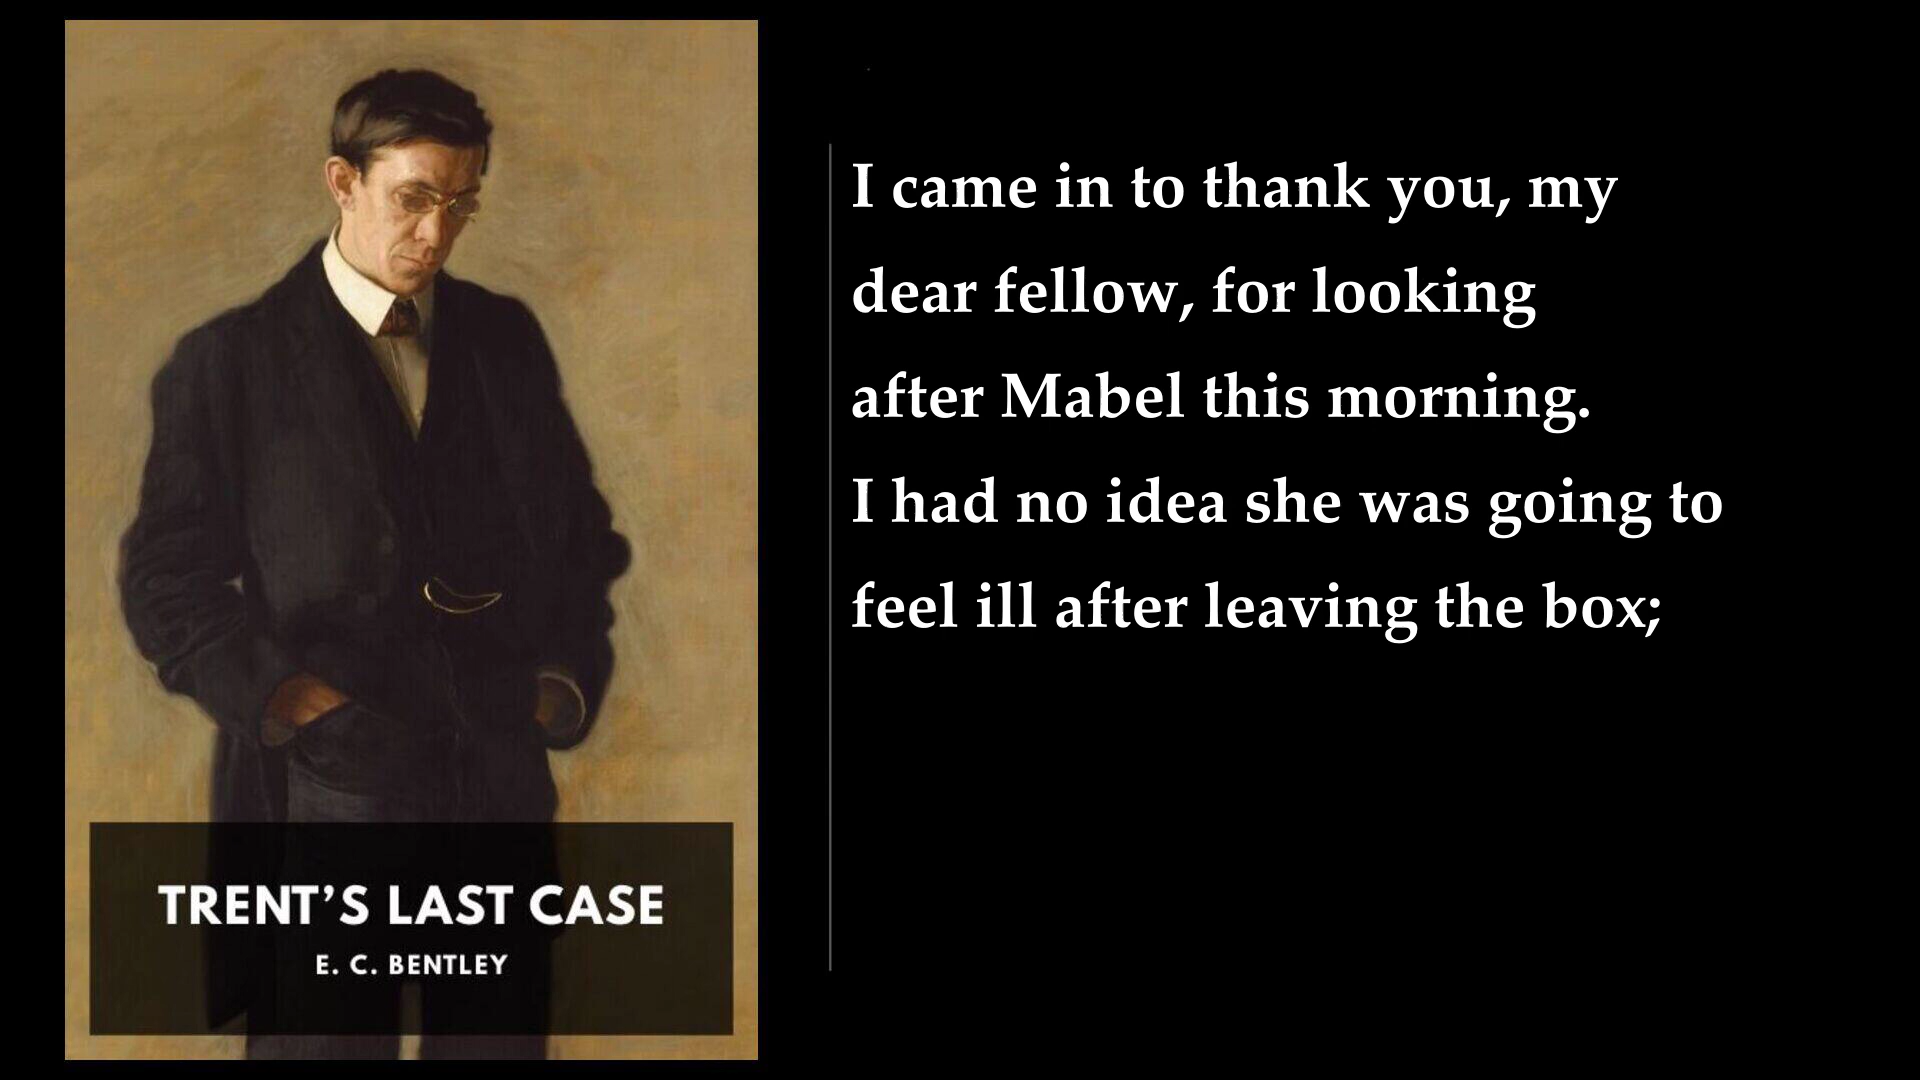 TRENT’S LAST CASE
E. C. BENTLEY
I came in to thank you, my
dear fellow, for looking
after Mabel this morning.
I had no idea she was going to
feel ill after leaving the box;